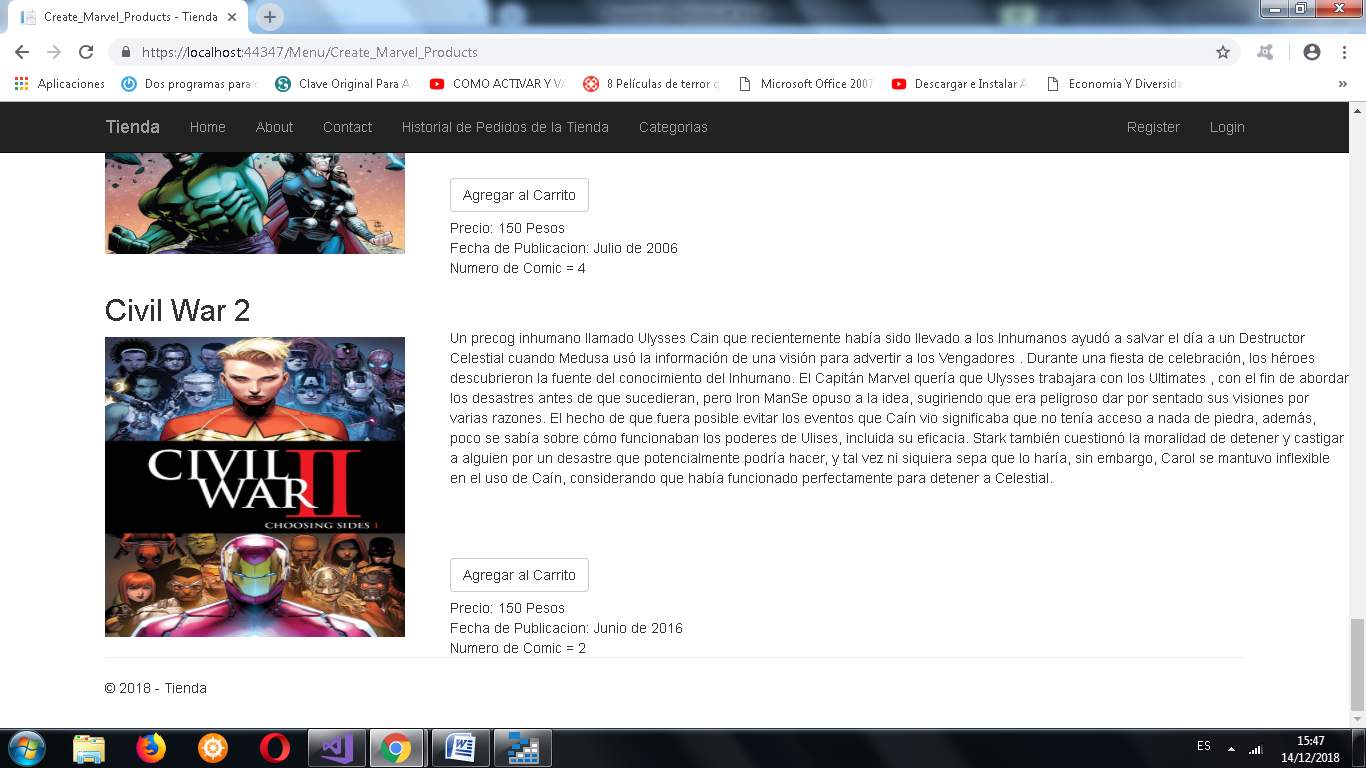 Create_Marvel_Products - Tienda
https://localhost:44347/Menu/Create_Marvel_Products
Aplicaciones Dos programas para Clave Original Para A COMO ACTIVAR Y VA 8 Películas de terror q Microsoft Office 2007 Descargar e Instalar A Economia Y Diversida »
Tienda Home About Contact Historial de Pedidos de la Tienda Categorias Register Login
Agregar al Carrito
Precio: 150 Pesos
Fecha de Publicacion: Julio de 2006
Numero de Comic = 4
Civil War 2
Un precog inhumano llamado Ulysses Cain que recientemente había sido llevado a los Inhumanos ayudó a salvar el día a un Destructor
Celestial cuando Medusa usó la información de una visión para advertir a los Vengadores . Durante una fiesta de celebración, los héroes
descubrieron la fuente del conocimiento del Inhumano. El Capitán Marvel quería que Ulysses trabajara con los Ultimates , con el fin de abordar
los desastres antes de que sucedieran, pero Iron ManSe opuso a la idea, sugiriendo que era peligroso dar por sentado sus visiones por
varias razones. El hecho de que fuera posible evitar los eventos que Caín vio significaba que no tenía acceso a nada de piedra, además,
poco se sabía sobre cómo funcionaban los poderes de Ulises, incluida su eficacia. Stark también cuestionó la moralidad de detener y castigar
a alguien por un desastre que potencialmente podría hacer, y tal vez ni siquiera sepa que lo haría, sin embargo, Carol se mantuvo inflexible
en el uso de Caín, considerando que había funcionado perfectamente para detener a Celestial.
CIVIL
WAR II
CHOOSING SIDES 1
Agregar al Carrito
Precio: 150 Pesos
Fecha de Publicacion: Junio de 2016
Numero de Comic = 2
© 2018 - Tienda
ES
15:47
14/12/2018